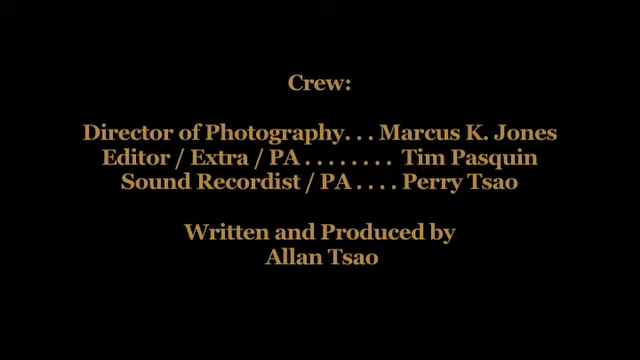 Crew:
Director of Photography. . . Marcus K. Jones
Editor / Extra / PA . . . . . . . . Tim Pasquin
Sound Recordist / PA . . . . Perry Tsao
Written and Produced by
Allan Tsao